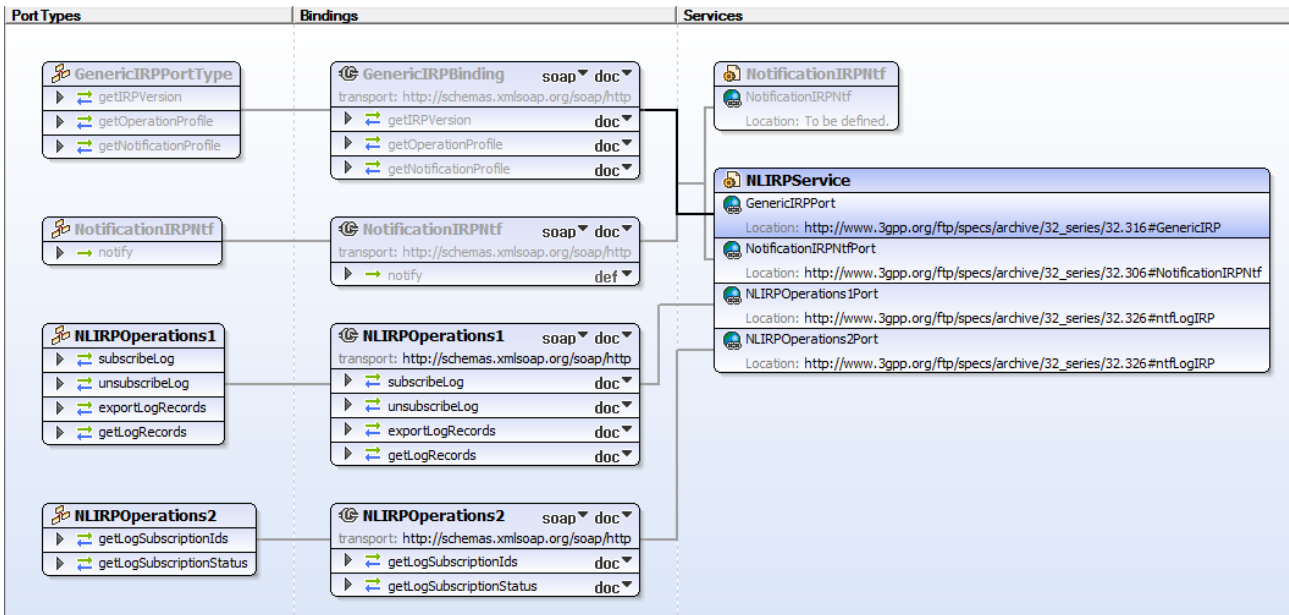 Port Types
Bindings
Services
GenericIRPPortType
getIRPVersion
getOperationProfile
getNotificationProfile
GenericIRPBinding soap doc
transport: http://schemas.xmlsoap.org/soap/http
getIRPVersion doc
getOperationProfile doc
getNotificationProfile doc
NotificationIRPNtf
NotificationIRPNtf
Location: To be defined.
NLIRPService
GenericIRPPort
Location: http://www.3gpp.org/ftp/specs/archive/32_series/32.316#GenericIRP
NotificationIRPNtfPort
Location: http://www.3gpp.org/ftp/specs/archive/32_series/32.306#NotificationIRPNtf
NLIRPOperations1Port
Location: http://www.3gpp.org/ftp/specs/archive/32_series/32.326#ntfLogIRP
NLIRPOperations2Port
Location: http://www.3gpp.org/ftp/specs/archive/32_series/32.326#ntfLogIRP
NotificationIRPNtf
notify
NotificationIRPNtf soap doc
transport: http://schemas.xmlsoap.org/soap/http
notify def
NLIRPOperations1
subscribeLog
unsubscribeLog
exportLogRecords
getLogRecords
NLIRPOperations1 soap doc
transport: http://schemas.xmlsoap.org/soap/http
subscribeLog doc
unsubscribeLog doc
exportLogRecords doc
getLogRecords doc
NLIRPOperations2
getLogSubscriptionIds
getLogSubscriptionStatus
NLIRPOperations2 soap doc
transport: http://schemas.xmlsoap.org/soap/http
getLogSubscriptionIds doc
getLogSubscriptionStatus doc